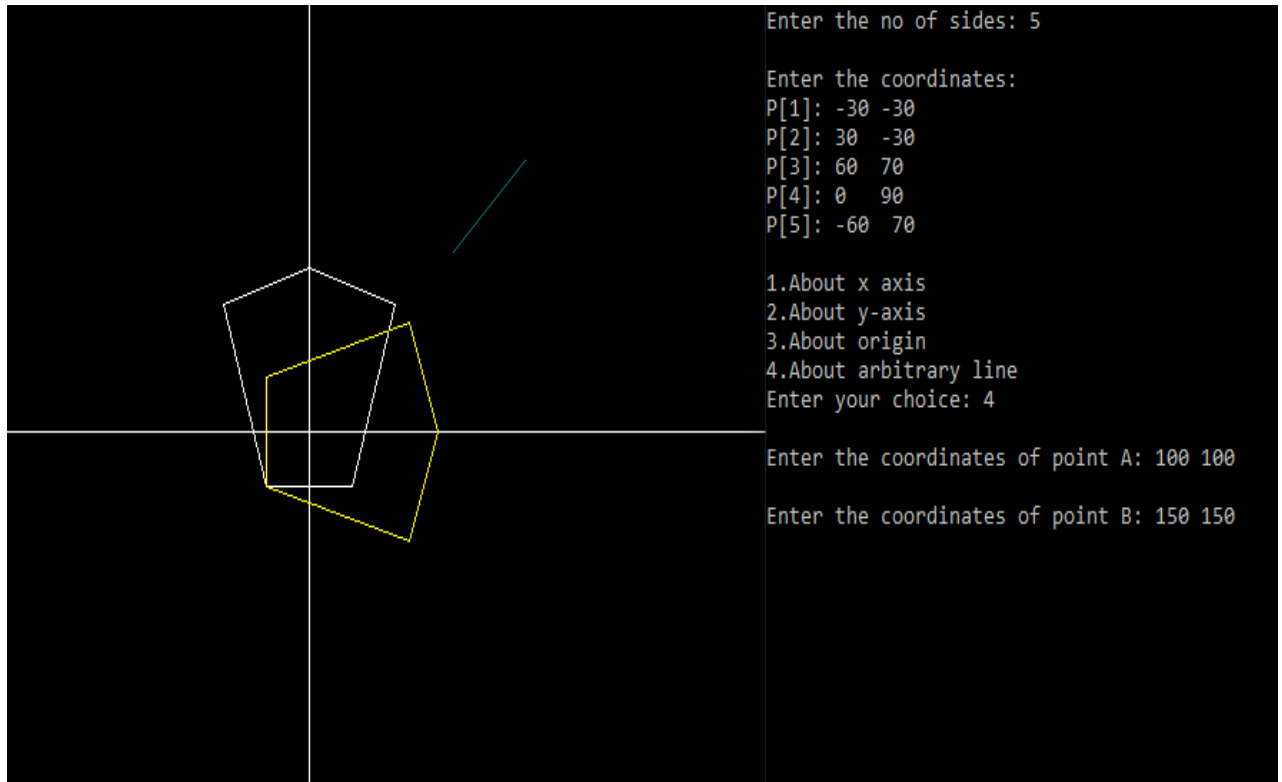 Enter the no of sides: 5
Enter the coordinates:
P[1]: -30 -30
P[2]: 30  -30
P[3]: 60  70
P[4]: 0   90
P[5]: -60  70
1.About x axis
2.About y-axis
3.About origin
4.About arbitrary line
Enter your choice: 4
Enter the coordinates of point A: 100 100
Enter the coordinates of point B: 150 150